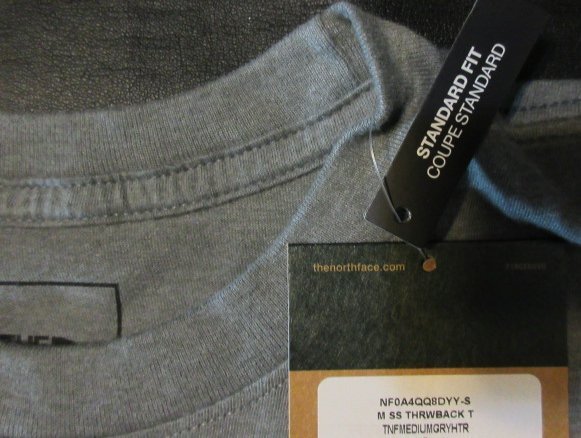 STANDARD FIT
COUPE STANDARD
thenorthface.com
NF0A4QQ8DYY-S
M SS THRWBACK T
TNFMEDIUMGRYHTR